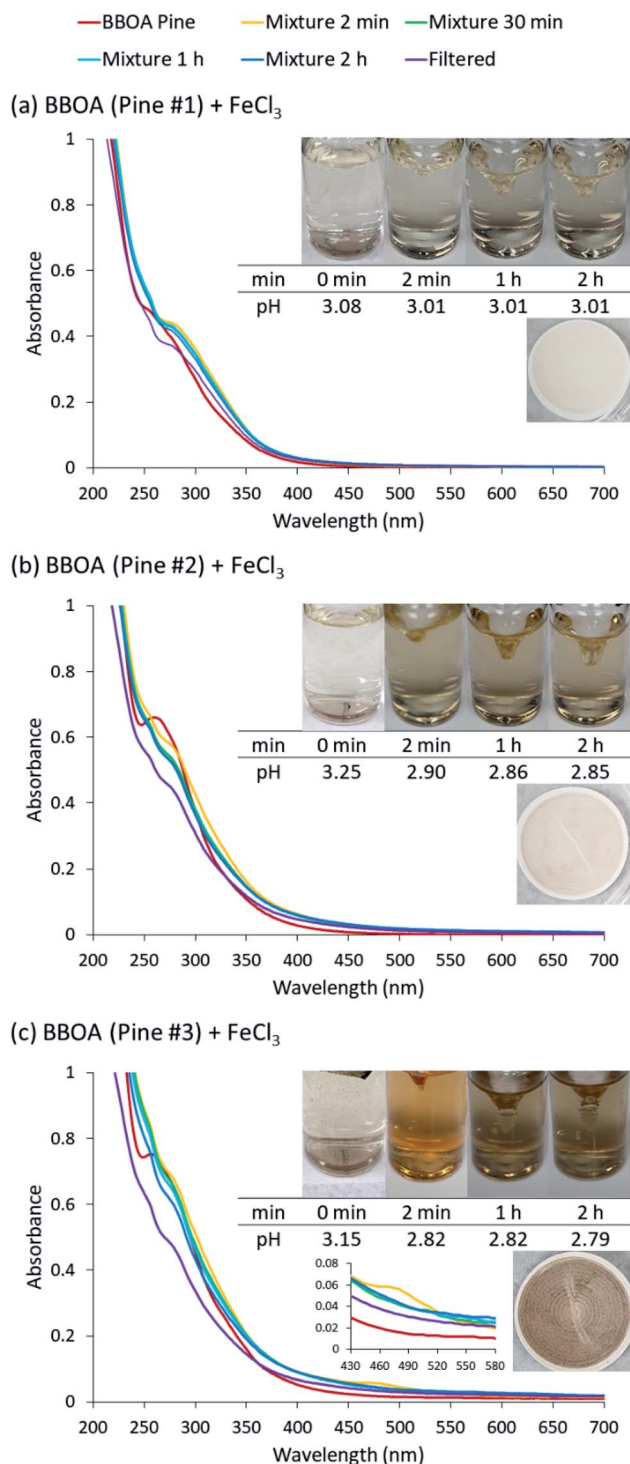 BBOA Pine Mixture 2 min Mixture 30 min
Mixture 1 h Mixture 2 h Filtered
(a) BBOA (Pine #1) + FeCl₃
1
0.8
0.6
0.4
0.2
0
Absorbance
min 0 min 2 min 1 h 2 h
pH 3.08 3.01 3.01 3.01
200 250 300 350 400 450 500 550 600 650 700
Wavelength (nm)
(b) BBOA (Pine #2) + FeCl₃
1
0.8
0.6
0.4
0.2
0
Absorbance
min 0 min 2 min 1 h 2 h
pH 3.25 2.90 2.86 2.85
200 250 300 350 400 450 500 550 600 650 700
Wavelength (nm)
(c) BBOA (Pine #3) + FeCl₃
1
0.8
0.6
0.4
0.2
0
Absorbance
min 0 min 2 min 1 h 2 h
pH 3.15 2.82 2.82 2.79
0.08
0.06
0.04
0.02
0
430 460 490 520 550 580
200 250 300 350 400 450 500 550 600 650 700
Wavelength (nm)